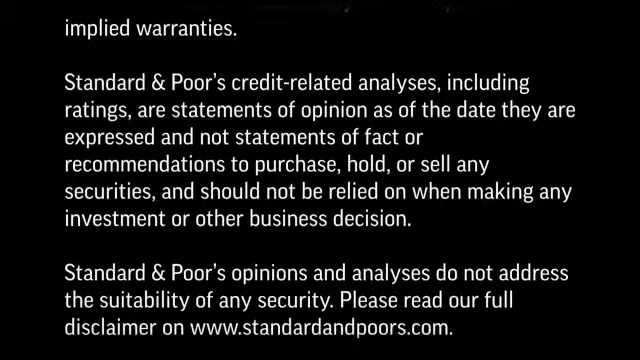 implied warranties.
Standard & Poor's credit-related analyses, including
ratings, are statements of opinion as of the date they are
expressed and not statements of fact or
recommendations to purchase, hold, or sell any
securities, and should not be relied on when making any
investment or other business decision.
Standard & Poor's opinions and analyses do not address
the suitability of any security. Please read our full
disclaimer on www.standardandpoors.com.